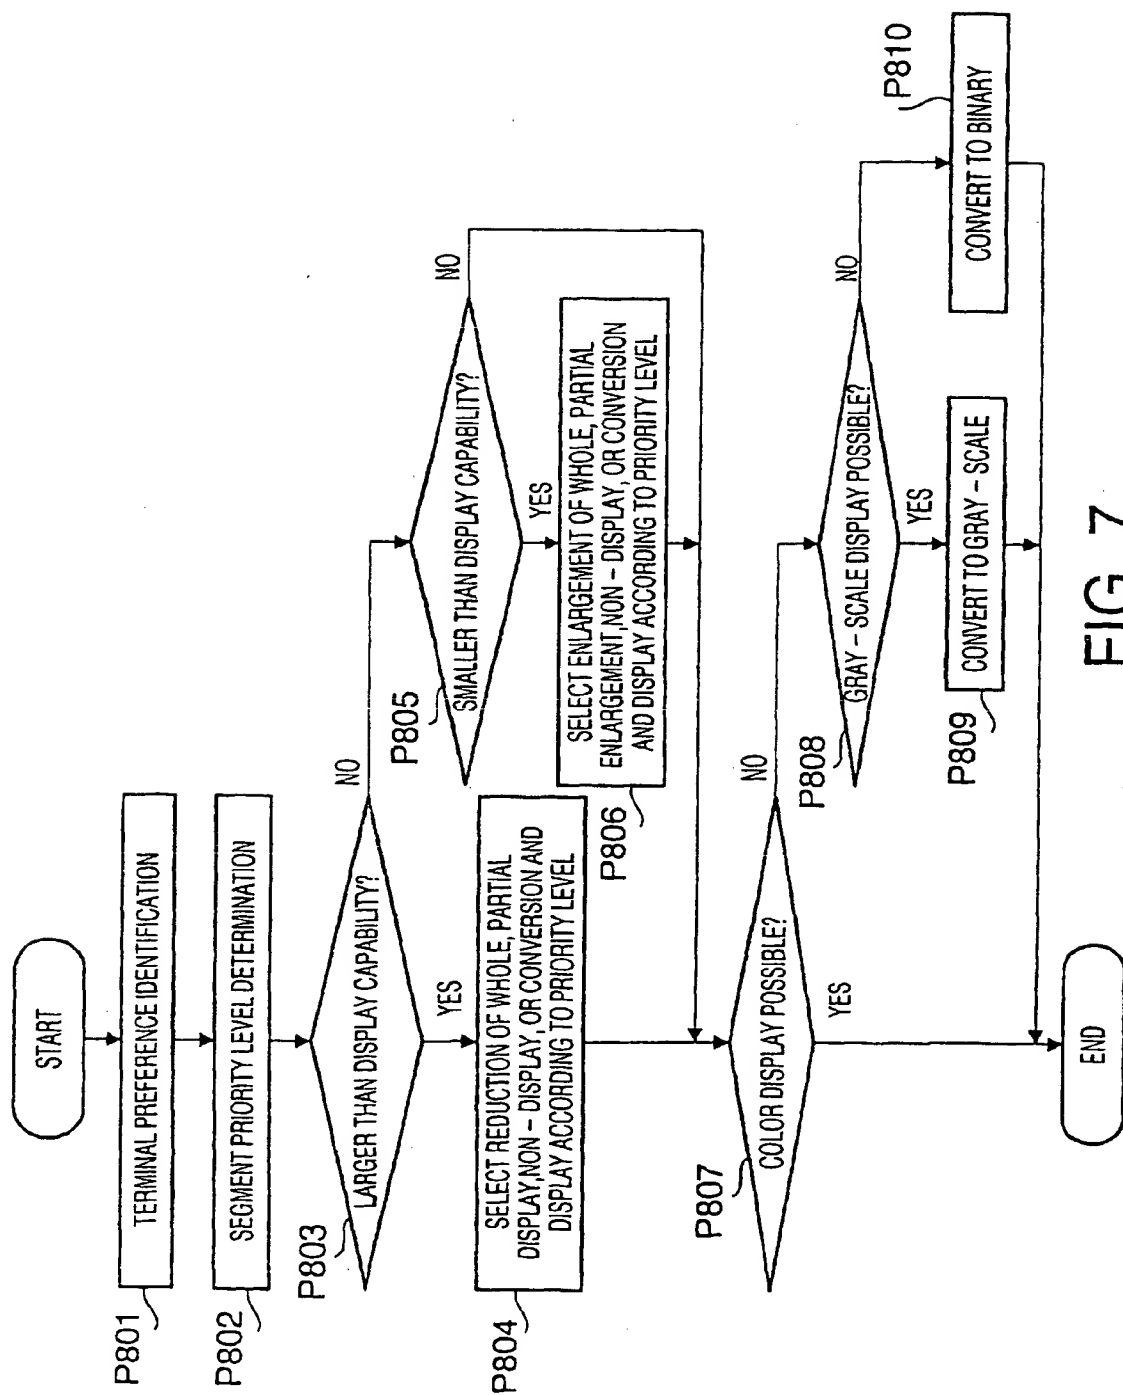 START
P801
TERMINAL PREFERENCE IDENTIFICATION
P802
SEGMENT PRIORITY LEVEL DETERMINATION
P803
LARGER THAN DISPLAY CAPABILITY?
NO
YES
P804
SELECT REDUCTION OF WHOLE, PARTIAL
DISPLAY,NON - DISPLAY, OR CONVERSION AND
DISPLAY ACCORDING TO PRIORITY LEVEL
P805
SMALLER THAN DISPLAY CAPABILITY?
NO
YES
P806
SELECT ENLARGEMENT OF WHOLE, PARTIAL
ENLARGEMENT,NON - DISPLAY, OR CONVERSION
AND DISPLAY ACCORDING TO PRIORITY LEVEL
P807
COLOR DISPLAY POSSIBLE?
NO
YES
P808
GRAY - SCALE DISPLAY POSSIBLE?
NO
YES
P809
CONVERT TO GRAY - SCALE
P810
CONVERT TO BINARY
END
FIG. 7